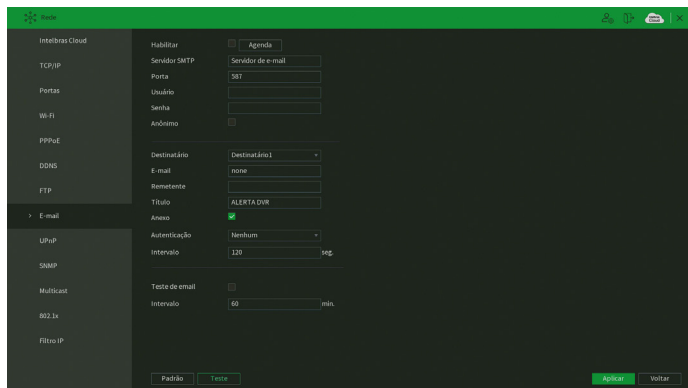 Rede
Intelbras Cloud
TCP/IP
Portas
Wi-Fi
PPPoE
DDNS
FTP
> E-mail
UPnP
SNMP
Multicast
802.1x
Filtro IP
Habilitar Agenda
Servidor SMTP Servidor de e-mail
Porta 587
Usuário
Senha
Anônimo
Destinatário Destinatário1
E-mail none
Remetente
Título ALERTA DVR
Anexo
Autenticação Nenhum
Intervalo 120 seg.
Teste de email
Intervalo 60 min.
Padrão Teste Aplicar Voltar